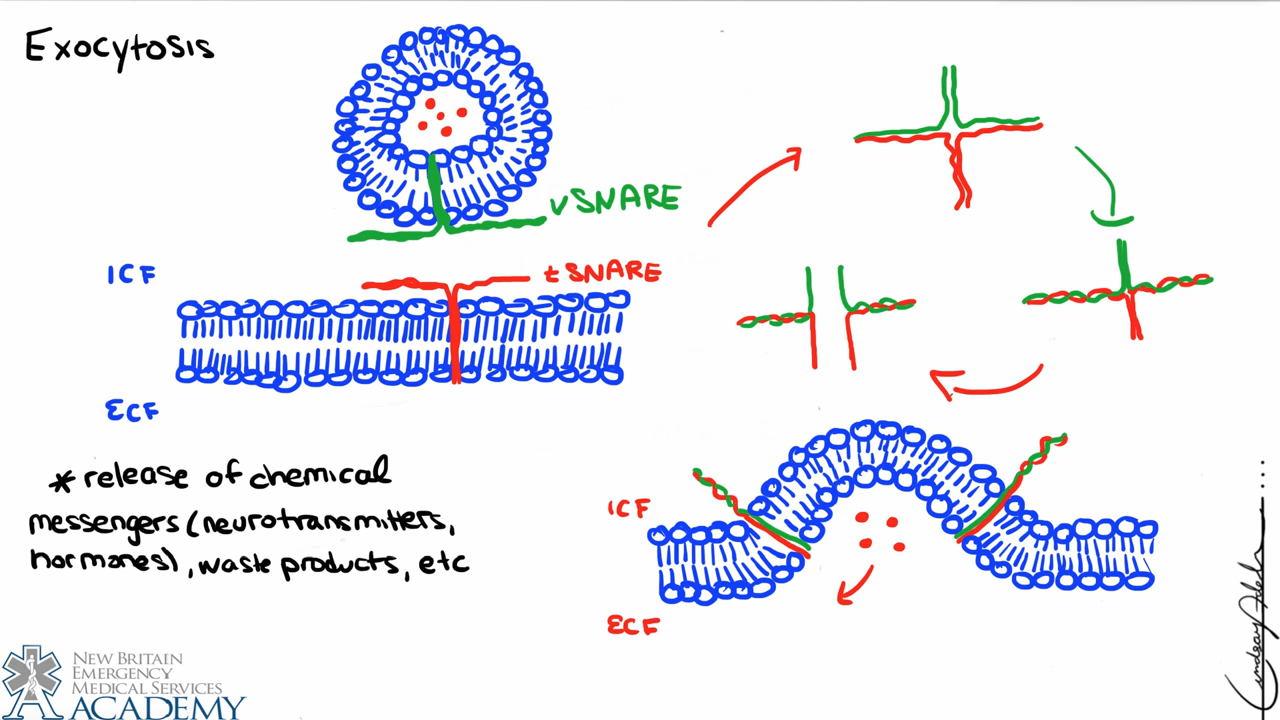 Exocytosis
vSNARE
ICF
tSNARE
ECF
* release of chemical
messengers (neurotransmitters,
hormones), waste products, etc
ICF
ECF
NEW BRITAIN
EMERGENCY
MEDICAL SERVICES
ACADEMY